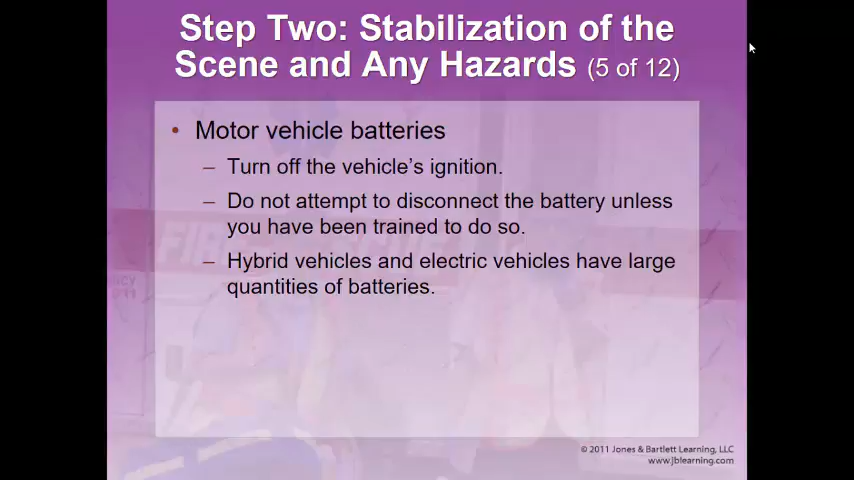 Step Two: Stabilization of the
Scene and Any Hazards (5 of 12)
• Motor vehicle batteries
– Turn off the vehicle's ignition.
– Do not attempt to disconnect the battery unless
you have been trained to do so.
– Hybrid vehicles and electric vehicles have large
quantities of batteries.
© 2011 Jones & Bartlett Learning, LLC
www.jblearning.com